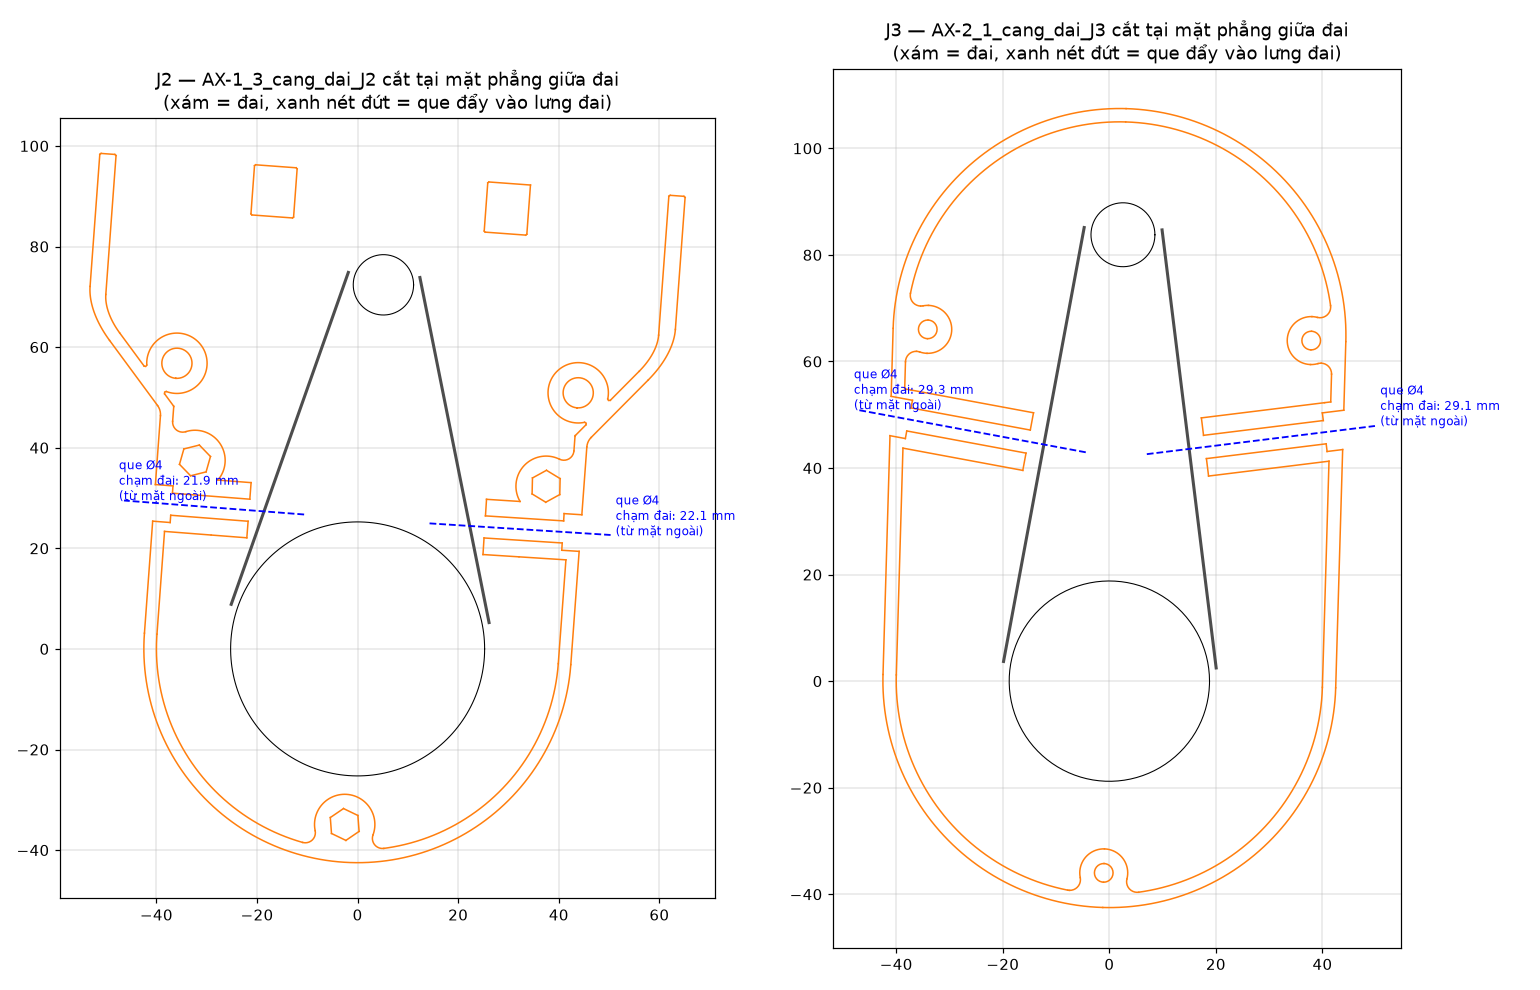 J2 — AX-1_3_cang_dai_J2 cắt tại mặt phẳng giữa đai
(xám = đai, xanh nét đứt = que đẩy vào lưng đai)
100
80
60
40
20
0
−20
−40
−40
−20
0
20
40
60
que Ø4
chạm đai: 21.9 mm
(từ mặt ngoài)
que Ø4
chạm đai: 22.1 mm
(từ mặt ngoài)
J3 — AX-2_1_cang_dai_J3 cắt tại mặt phẳng giữa đai
(xám = đai, xanh nét đứt = que đẩy vào lưng đai)
100
80
60
40
20
0
−20
−40
−40
−20
0
20
40
que Ø4
chạm đai: 29.3 mm
(từ mặt ngoài)
que Ø4
chạm đai: 29.1 mm
(từ mặt ngoài)